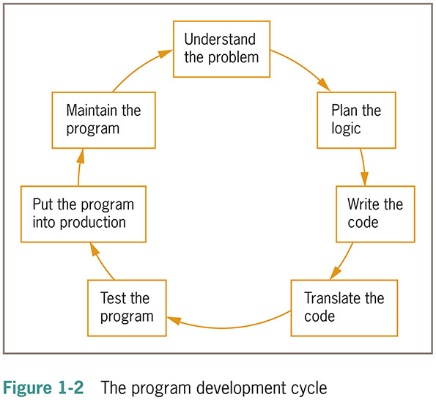 Understand
the problem
Plan the
logic
Write the
code
Translate the
code
Test the
program
Put the program
into production
Maintain the
program
Figure 1-2 The program development cycle